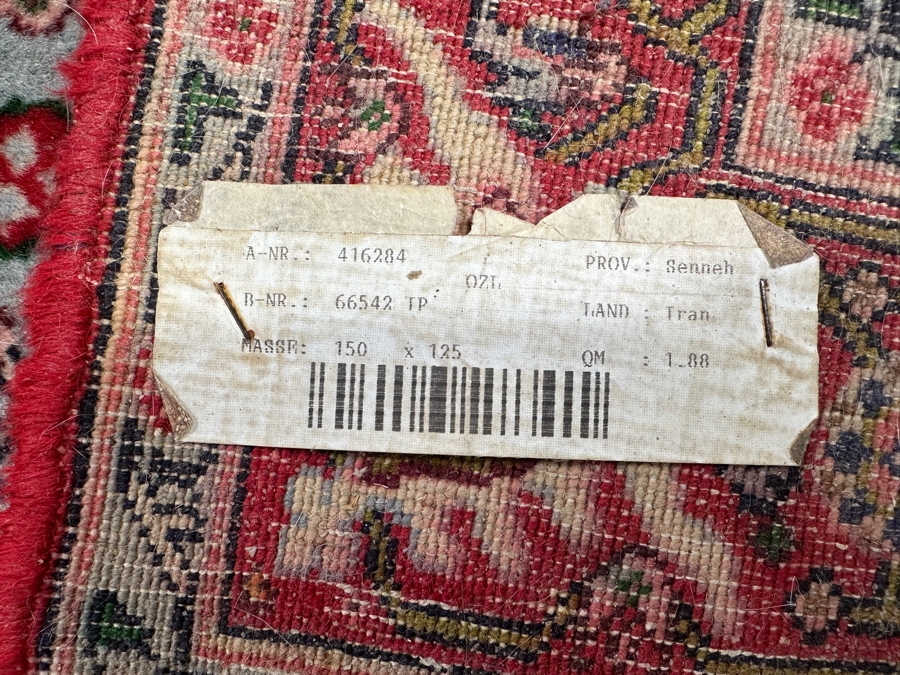 A-NR.: 416284 PROV.: Senneh
OZL
B-NR.: 66542 TP LAND : Iran
MASSE: 150 x 125 QM : 1.88